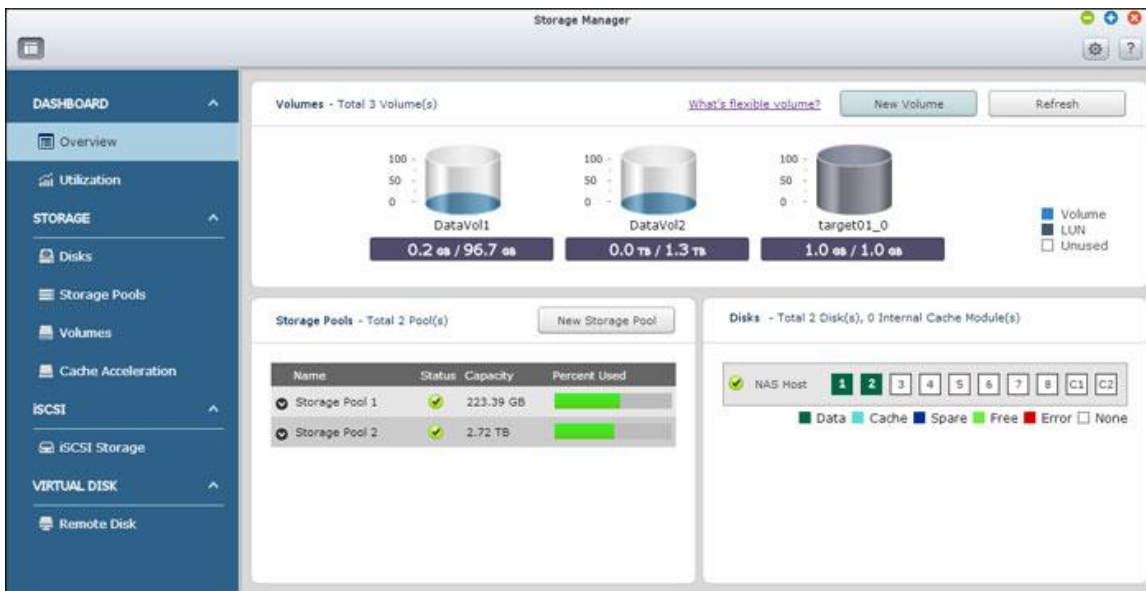 Storage Manager
?
DASHBOARD
Overview
Utilization
STORAGE
Disks
Storage Pools
Volumes
Cache Acceleration
iSCSI
iSCSI Storage
VIRTUAL DISK
Remote Disk
Volumes - Total 3 Volume(s)
What's flexible volume?
New Volume
Refresh
100
50
0
DataVol1
0.2 GB / 96.7 GB
100
50
0
DataVol2
0.0 TB / 1.3 TB
100
50
0
target01_0
1.0 GB / 1.0 GB
Volume
LUN
Unused
Storage Pools - Total 2 Pool(s)
New Storage Pool
Name Status Capacity Percent Used
Storage Pool 1 223.39 GB
Storage Pool 2 2.72 TB
Disks - Total 2 Disk(s), 0 Internal Cache Module(s)
NAS Host 1 2 3 4 5 6 7 8 C1 C2
Data Cache Spare Free Error None